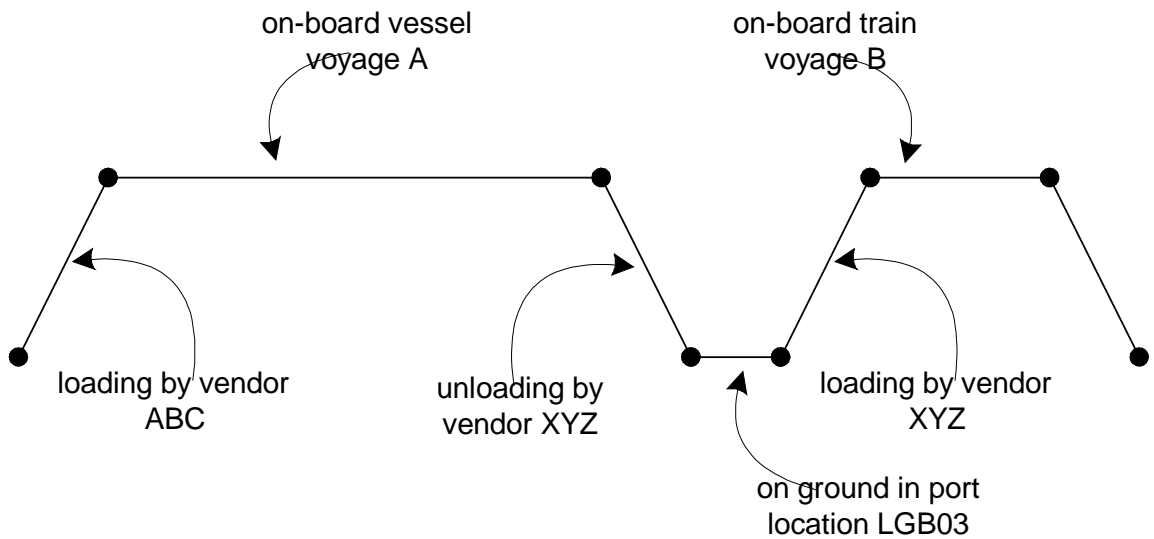 on-board vessel
voyage A
on-board train
voyage B
loading by vendor
ABC
unloading by
vendor XYZ
loading by vendor
XYZ
on ground in port
location LGB03